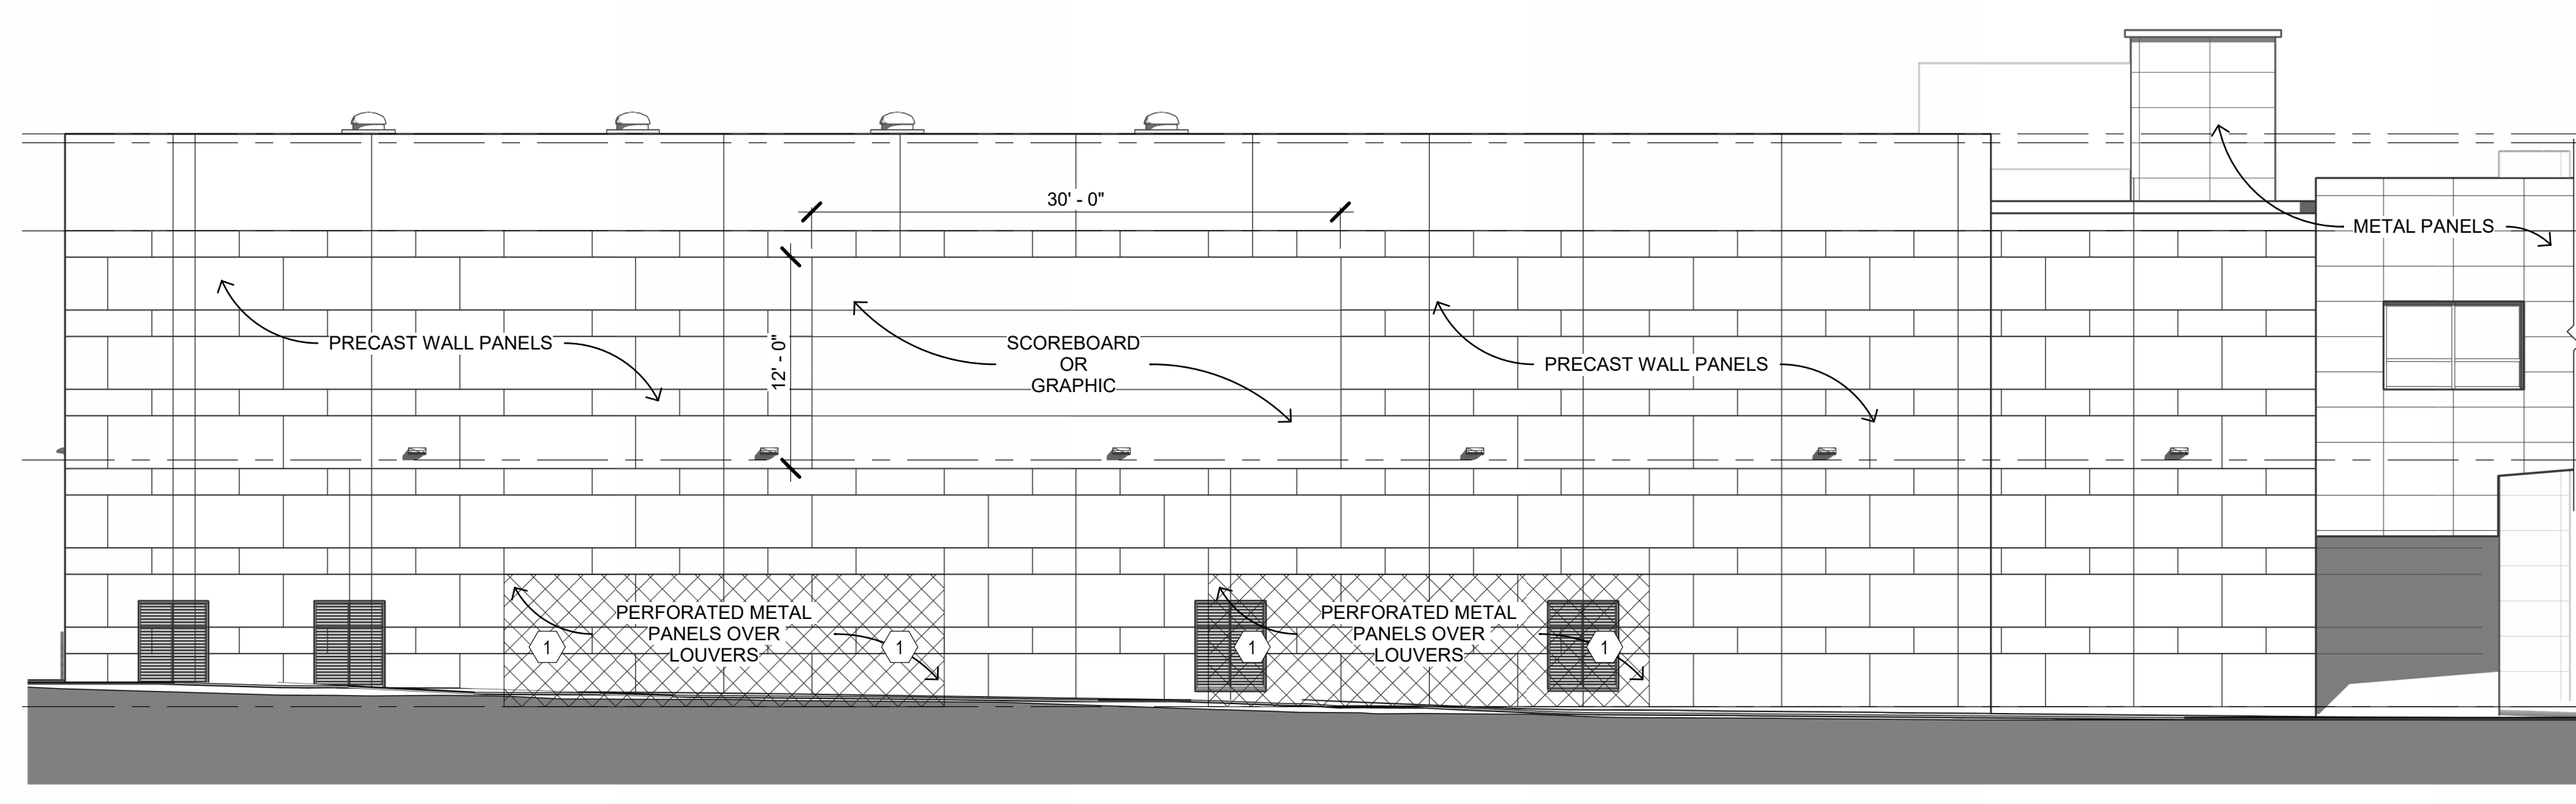 30' - 0"
METAL PANELS
12' - 0"
PRECAST WALL PANELS
SCOREBOARD
OR
GRAPHIC
PRECAST WALL PANELS
PERFORATED METAL
PANELS OVER
LOUVERS
1
1
PERFORATED METAL
PANELS OVER
LOUVERS
1
1